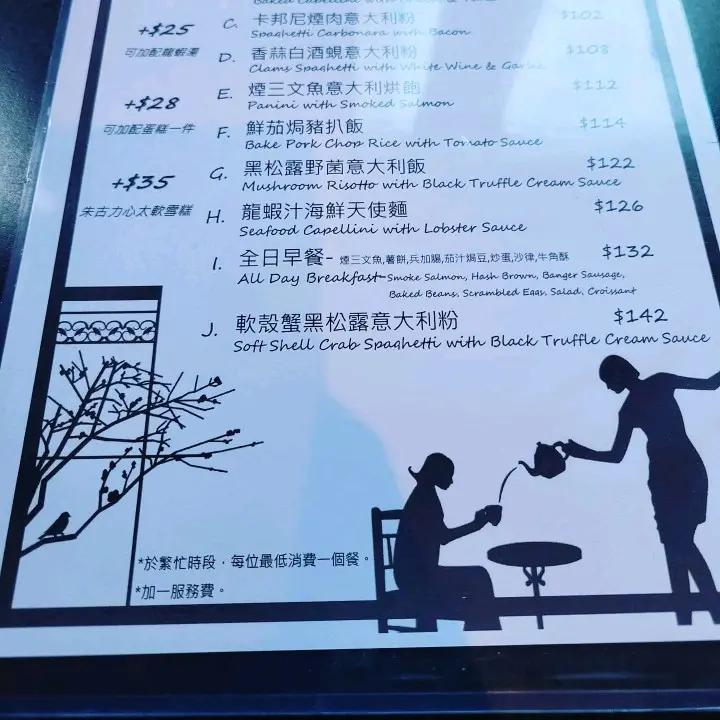 +$25
可加配龍蝦湯
+$28
可加配蛋糕一件
+$35
朱古力心太軟雪糕
C. 卡邦尼煙肉意大利粉 $102
Spaghetti Carbonara with Bacon
D. 香蒜白酒蜆意大利粉 $108
Clams Spaghetti with White Wine & Garlic
E. 煙三文魚意大利烘飽 $112
Panini with Smoked Salmon
F. 鮮茄焗豬扒飯 $114
Bake Pork Chop Rice with Tomato Sauce
G. 黑松露野菌意大利飯 $122
Mushroom Risotto with Black Truffle Cream Sauce
H. 龍蝦汁海鮮天使麵 $126
Seafood Capellini with Lobster Sauce
I. 全日早餐- 煙三文魚,薯餅,兵加腸,茄汁焗豆,炒蛋,沙律,牛角酥 $132
All Day Breakfast-Smoke Salmon, Hash Brown, Banger Sausage,
Baked Beans, Scrambled Eggs, Salad, Croissant
J. 軟殼蟹黑松露意大利粉 $142
Soft Shell Crab Spaghetti with Black Truffle Cream Sauce
*於繁忙時段，每位最低消費一個餐。
*加一服務費。